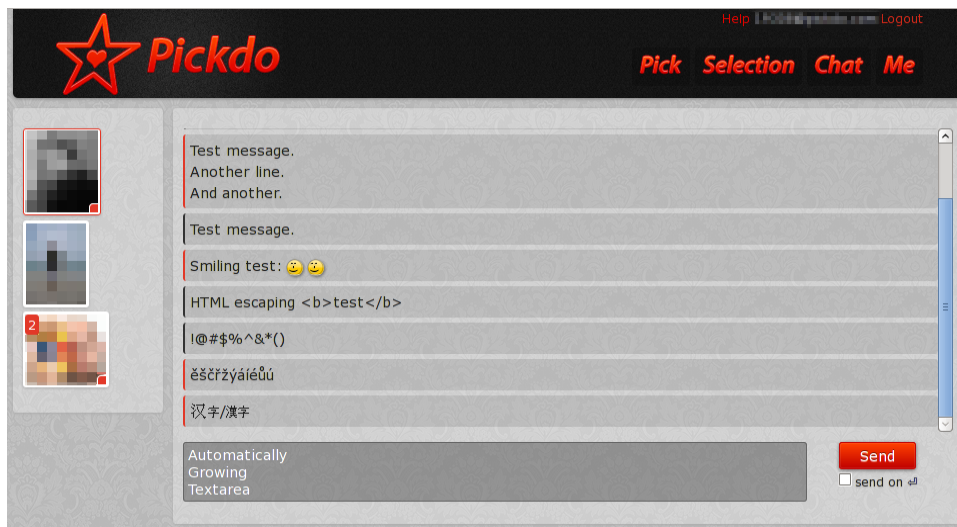 Help Logout
Pickdo
Pick Selection Chat Me
2
Test message.
Another line.
And another.
Test message.
Smiling test:
HTML escaping <b>test</b>
!@#$%^&*()
ěščřžýáíéůú
汉字/漢字
Automatically
Growing
Textarea
Send
send on ⏎